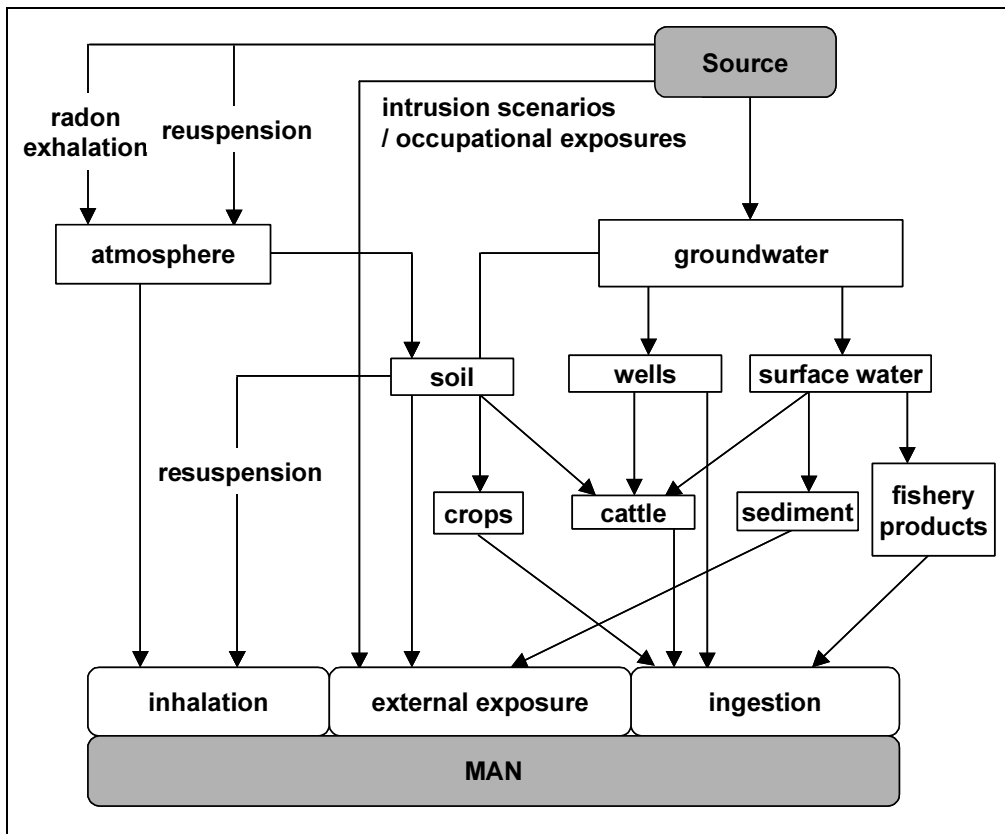 Source
intrusion scenarios
/ occupational exposures
radon
exhalation
reuspension
atmosphere
groundwater
soil
wells
surface water
resuspension
crops
cattle
sediment
fishery
products
inhalation
external exposure
ingestion
MAN